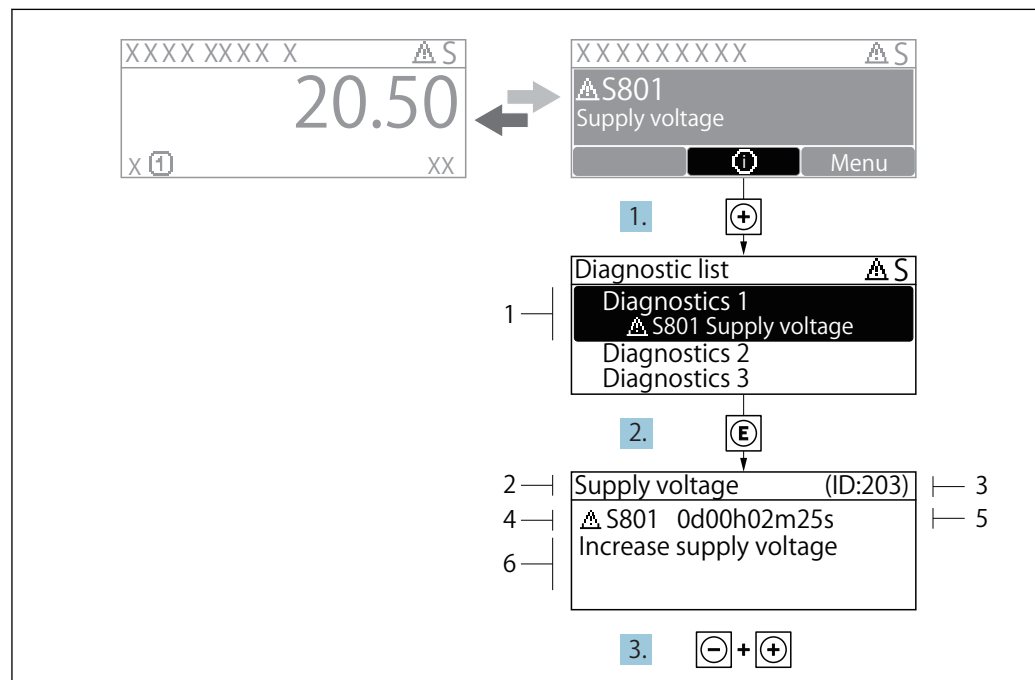 XXXX XXXX X ⚠ S
20.50
X 1 XX
XXXXXXXXX ⚠ S
⚠ S801
Supply voltage
i Menu
1. +
Diagnostic list ⚠ S
1
Diagnostics 1
⚠ S801 Supply voltage
Diagnostics 2
Diagnostics 3
2. E
2 Supply voltage (ID:203) 3
4 ⚠ S801 0d00h02m25s 5
6 Increase supply voltage
3. - + +